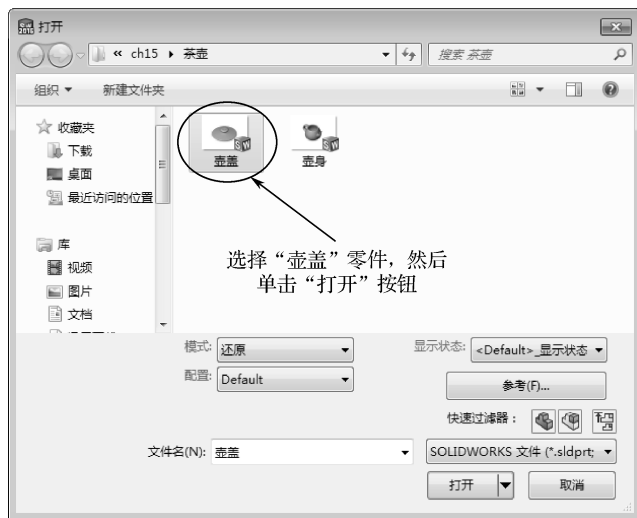 打开
« ch15 ▸ 茶壶
搜索 茶壶
组织
新建文件夹
收藏夹
下载
桌面
最近访问的位置
库
视频
图片
文档
壶盖
壶身
选择“壶盖”零件，然后
单击“打开”按钮
模式:
还原
显示状态:
<Default>_显示状态
配置:
Default
参考(F)...
快速过滤器：
文件名(N):
壶盖
SOLIDWORKS 文件 (*.sldprt;
打开
取消